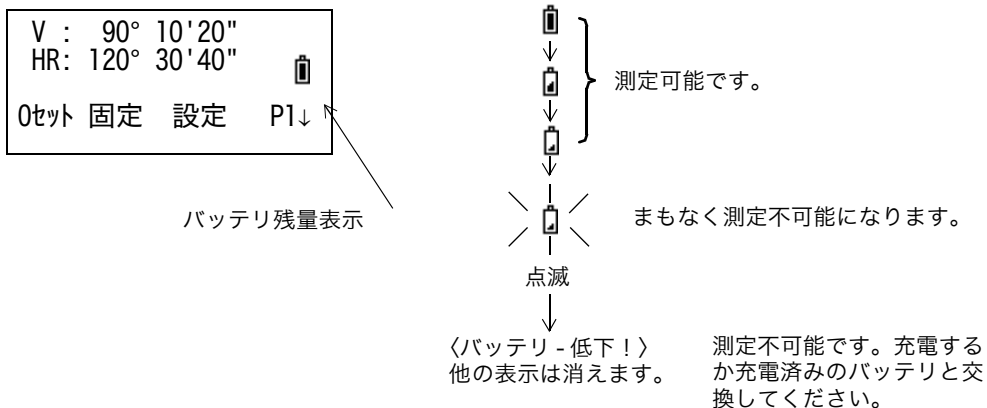 V :  90° 10'20"
HR: 120° 30'40"
0セット 固定 設定 P1↓
バッテリ残量表示
測定可能です。
まもなく測定不可能になります。
点滅
〈バッテリ - 低下！〉
他の表示は消えます。
測定不可能です。充電する
か充電済みのバッテリと交
換してください。